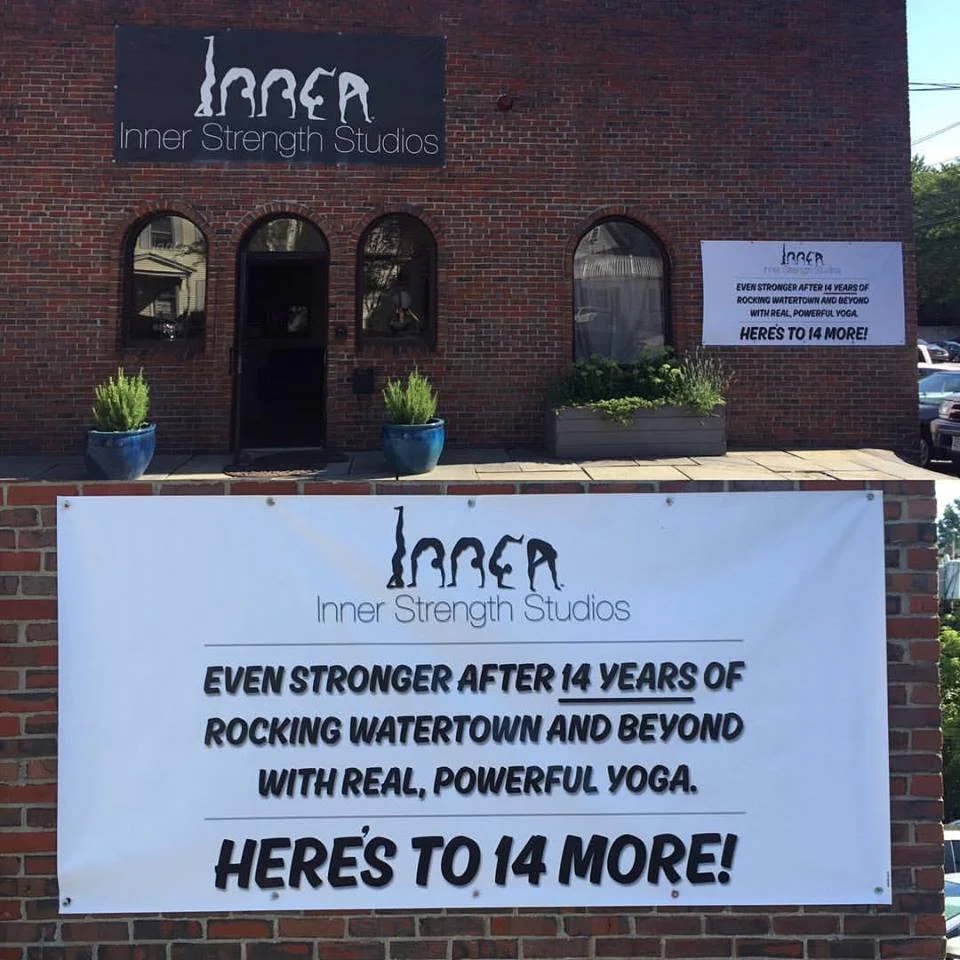 INNER
Inner Strength Studios
INNER
Inner Strength Studios
EVEN STRONGER AFTER 14 YEARS OF
ROCKING WATERTOWN AND BEYOND
WITH REAL, POWERFUL YOGA.
HERE'S TO 14 MORE!
INNER
Inner Strength Studios
EVEN STRONGER AFTER 14 YEARS OF
ROCKING WATERTOWN AND BEYOND
WITH REAL, POWERFUL YOGA.
HERE'S TO 14 MORE!